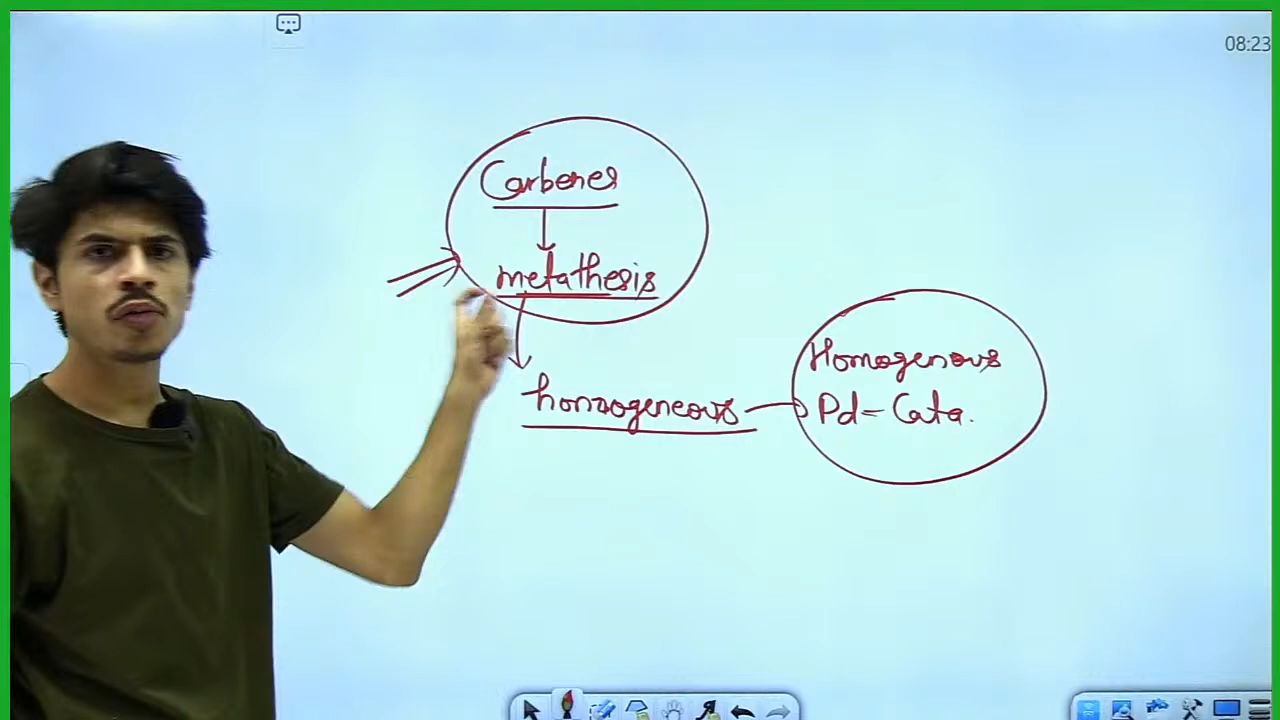 08:23
Carbenes
metathesis
homogeneous
Homogenous
Pd-Cata.